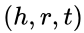 (h, r, t)